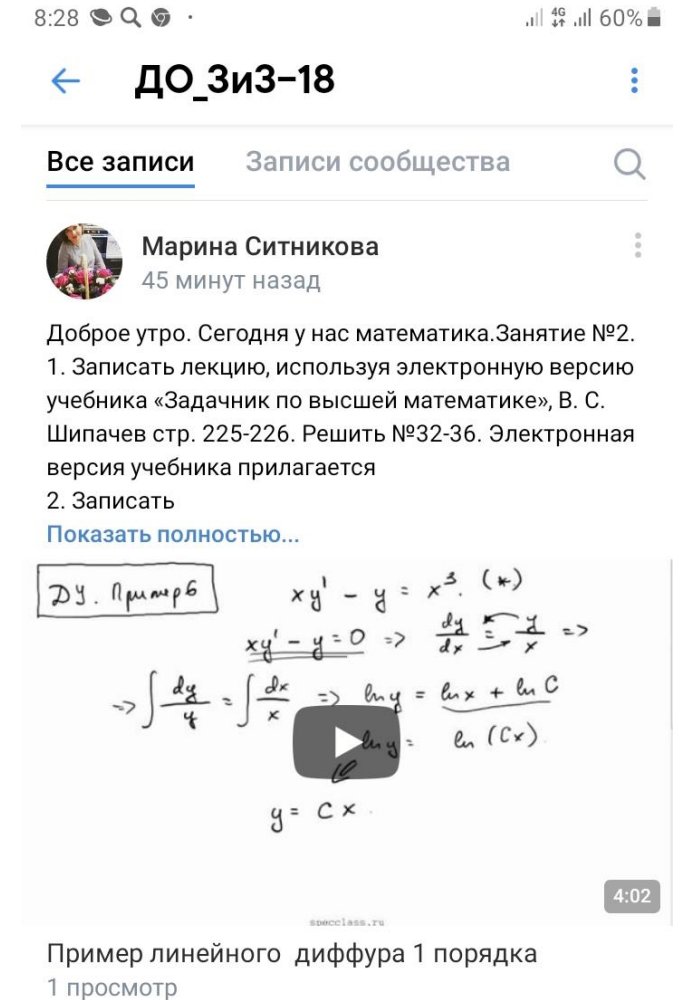 8:28
4G
60%
ДО_ЗиЗ-18
Все записи Записи сообщества
Марина Ситникова
45 минут назад
Доброе утро. Сегодня у нас математика.Занятие №2.
1. Записать лекцию, используя электронную версию
учебника «Задачник по высшей математике», В. С.
Шипачев стр. 225-226. Решить №32-36. Электронная
версия учебника прилагается
2. Записать
Показать полностью...
ДУ. Пример 6
xy' - y = x³. (*)
xy' - y = 0 => dy/dx = y/x =>
=> ∫ dy/y = ∫ dx/x => ln y = ln x + ln C
ln y = ln (Cx).
y = Cx.
4:02
specclass.ru
Пример линейного диффура 1 порядка
1 просмотр